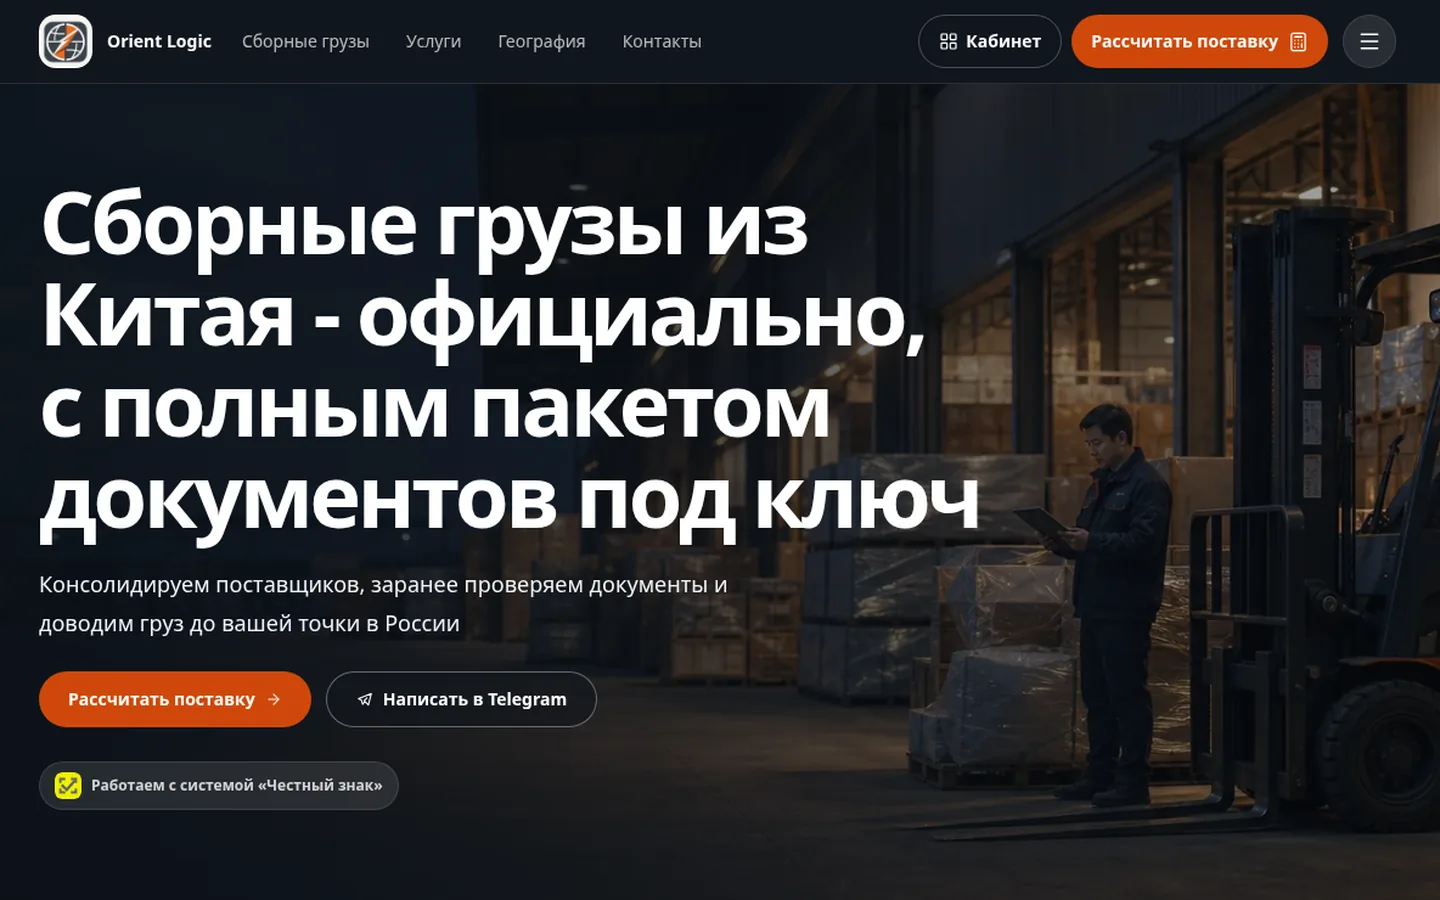 Orient Logic
Сборные грузы
Услуги
География
Контакты
Кабинет
Рассчитать поставку
Сборные грузы из
Китая - официально,
с полным пакетом
документов под ключ
Консолидируем поставщиков, заранее проверяем документы и
доводим груз до вашей точки в России
Рассчитать поставку
Написать в Telegram
Работаем с системой «Честный знак»